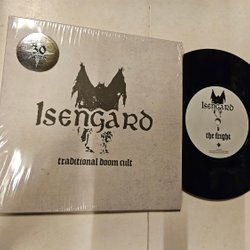 30
ISENGARD
traditional doom cult
ISENGARD
the fright